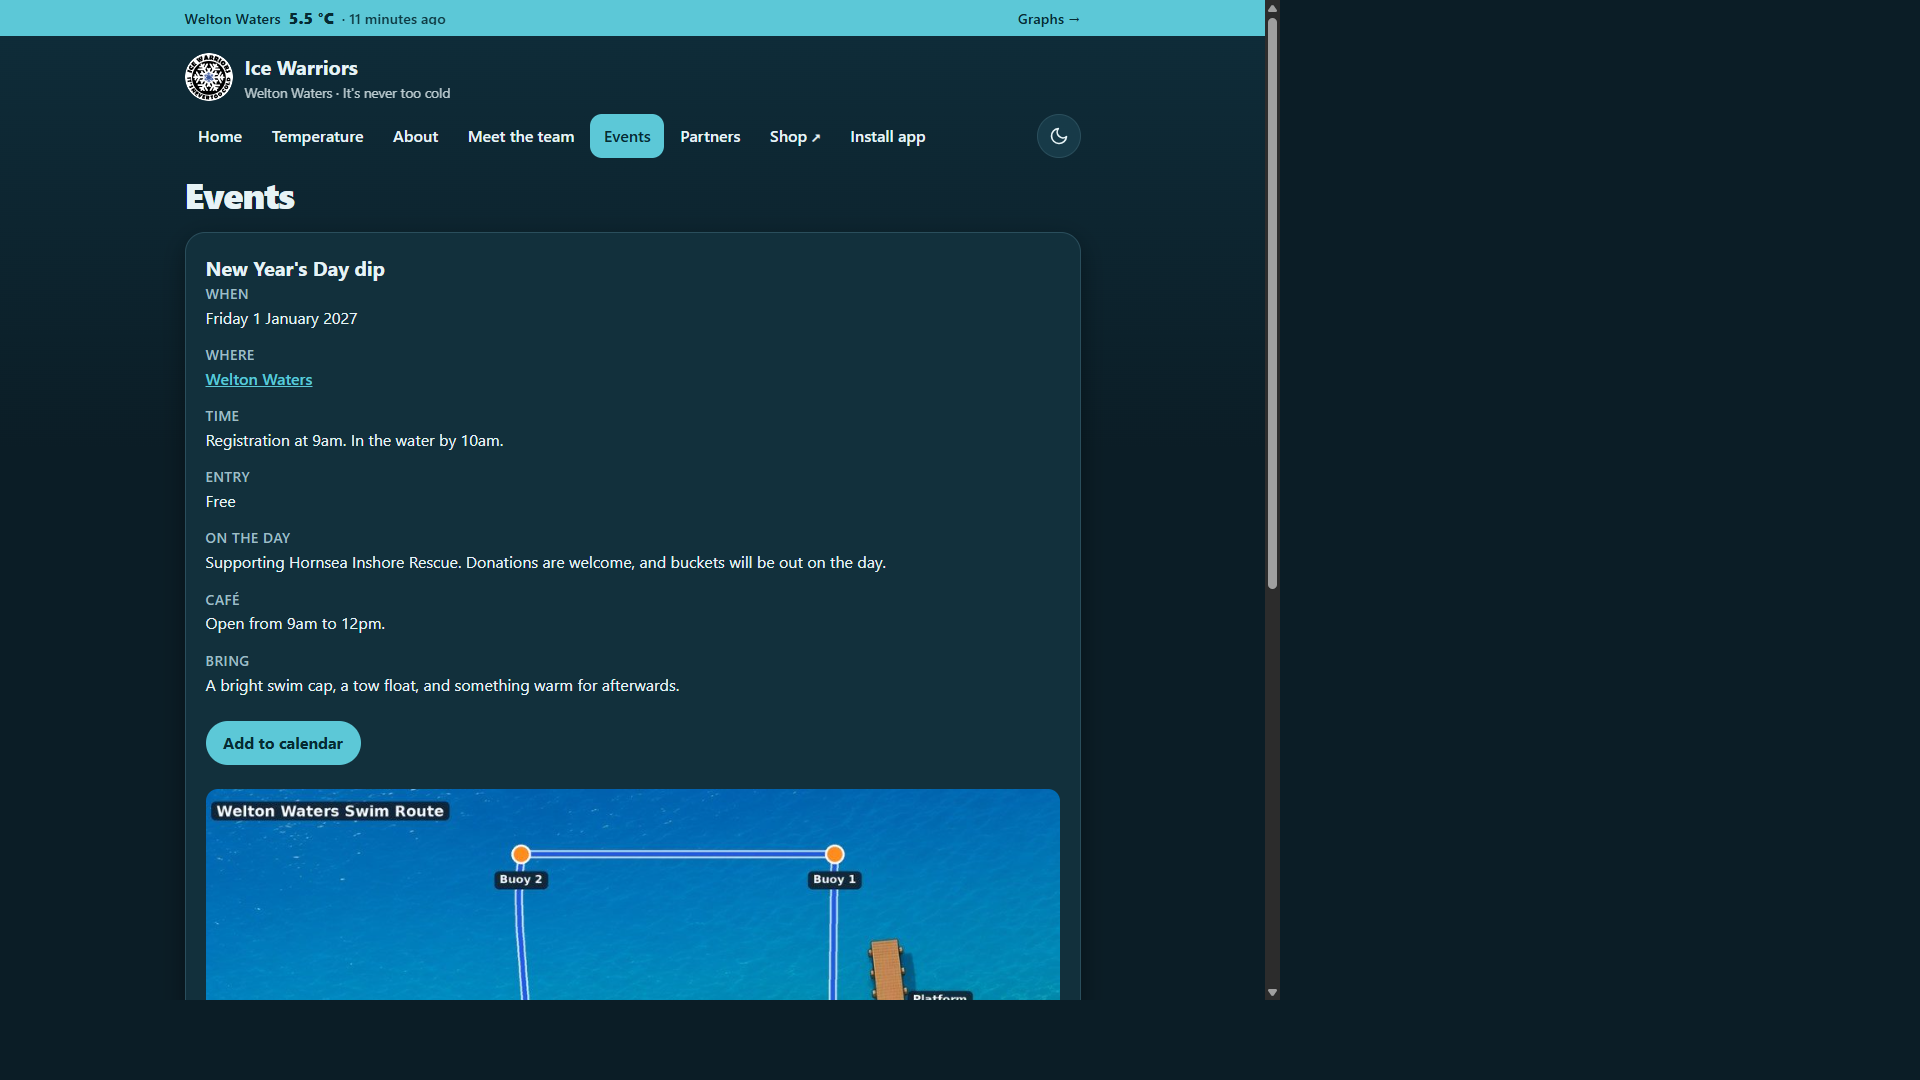 Welton Waters 5.5 °C · 11 minutes ago
Graphs →
Ice Warriors
Welton Waters · It's never too cold
Home Temperature About Meet the team Events Partners Shop ↗ Install app
Events
New Year's Day dip
WHEN
Friday 1 January 2027
WHERE
Welton Waters
TIME
Registration at 9am. In the water by 10am.
ENTRY
Free
ON THE DAY
Supporting Hornsea Inshore Rescue. Donations are welcome, and buckets will be out on the day.
CAFÉ
Open from 9am to 12pm.
BRING
A bright swim cap, a tow float, and something warm for afterwards.
Add to calendar
Welton Waters Swim Route
Buoy 2
Buoy 1
Platform